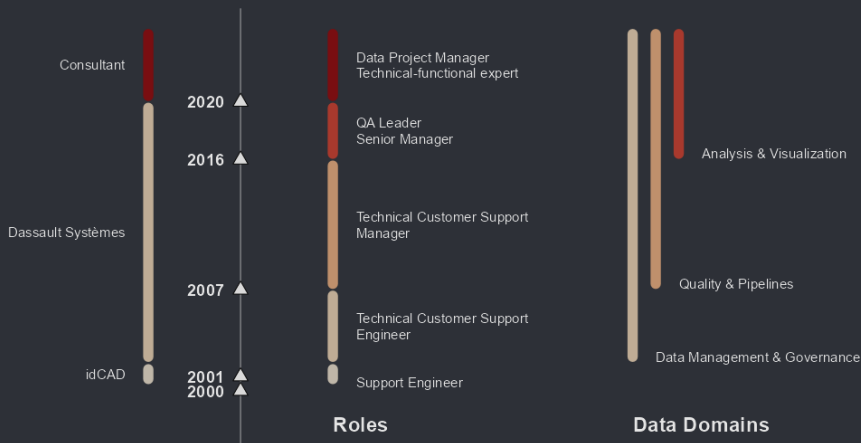 Consultant
Data Project Manager
Technical-functional expert
2020
QA Leader
Senior Manager
2016
Analysis & Visualization
Dassault Systèmes
Technical Customer Support
Manager
2007
Quality & Pipelines
Technical Customer Support
Engineer
Data Management & Governance
idCAD
2001
Support Engineer
2000
Roles
Data Domains